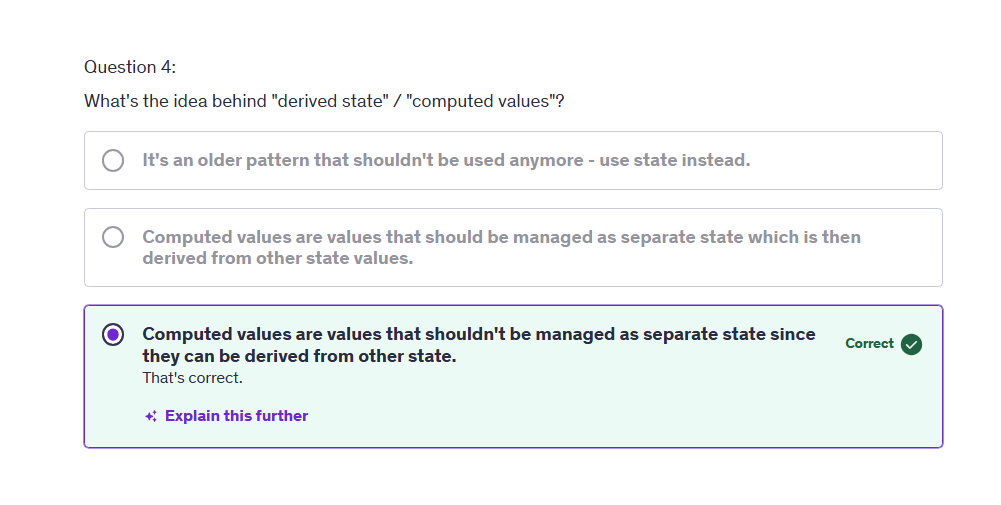 Question 4:
What's the idea behind "derived state" / "computed values"?
It's an older pattern that shouldn't be used anymore - use state instead.
Computed values are values that should be managed as separate state which is then
derived from other state values.
Computed values are values that shouldn't be managed as separate state since
they can be derived from other state.
Correct
That's correct.
Explain this further